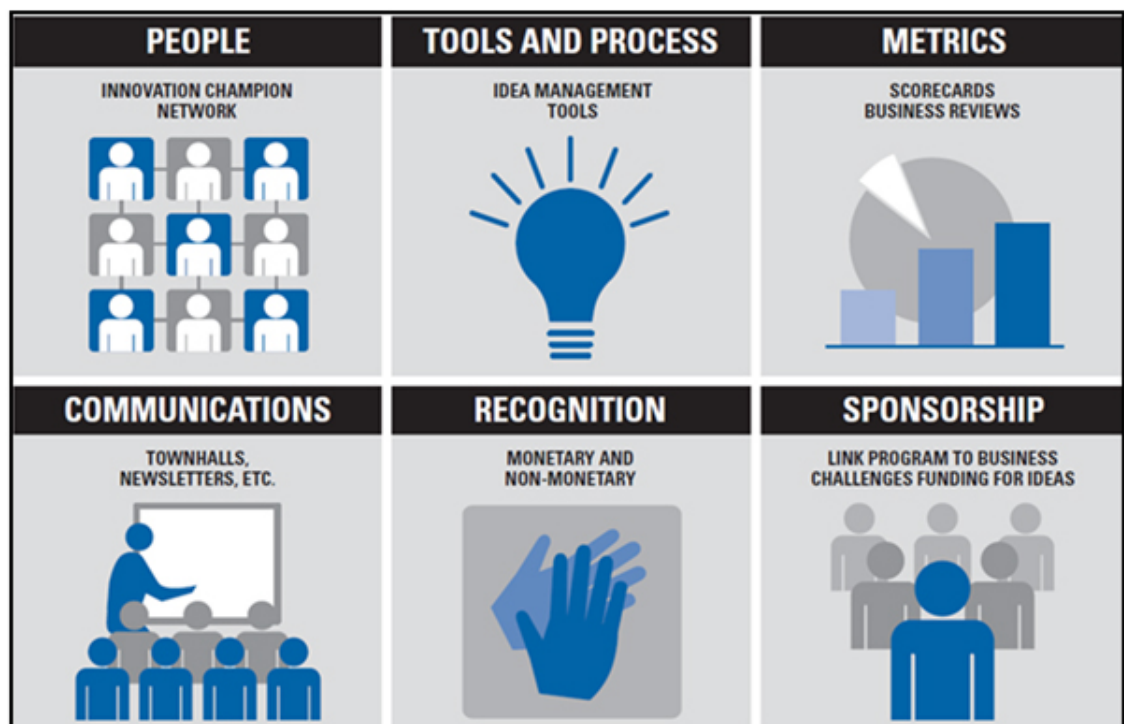 PEOPLE
INNOVATION CHAMPION
NETWORK
TOOLS AND PROCESS
IDEA MANAGEMENT
TOOLS
METRICS
SCORECARDS
BUSINESS REVIEWS
COMMUNICATIONS
TOWNHALLS,
NEWSLETTERS, ETC.
RECOGNITION
MONETARY AND
NON-MONETARY
SPONSORSHIP
LINK PROGRAM TO BUSINESS
CHALLENGES FUNDING FOR IDEAS